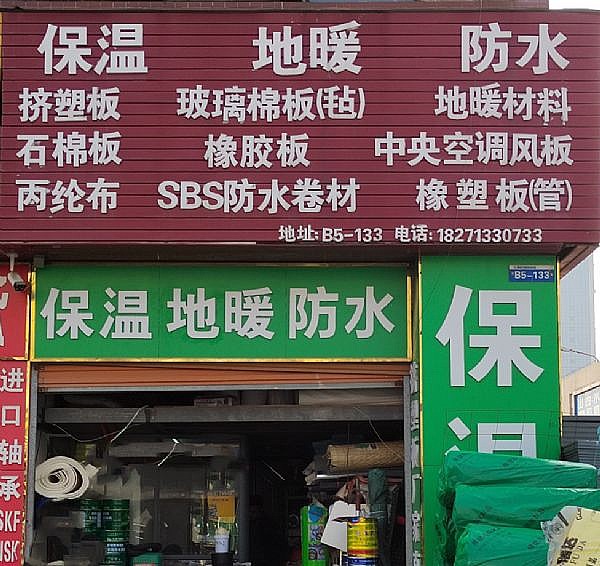 保温 地暖 防水
挤塑板 玻璃棉板(毡) 地暖材料
石棉板 橡胶板 中央空调风板
丙纶布 SBS防水卷材 橡塑板(管)
地址:B5-133 电话:18271330733
B5-133
保温 地暖 防水
保温
进口轴承
SKF
NSK